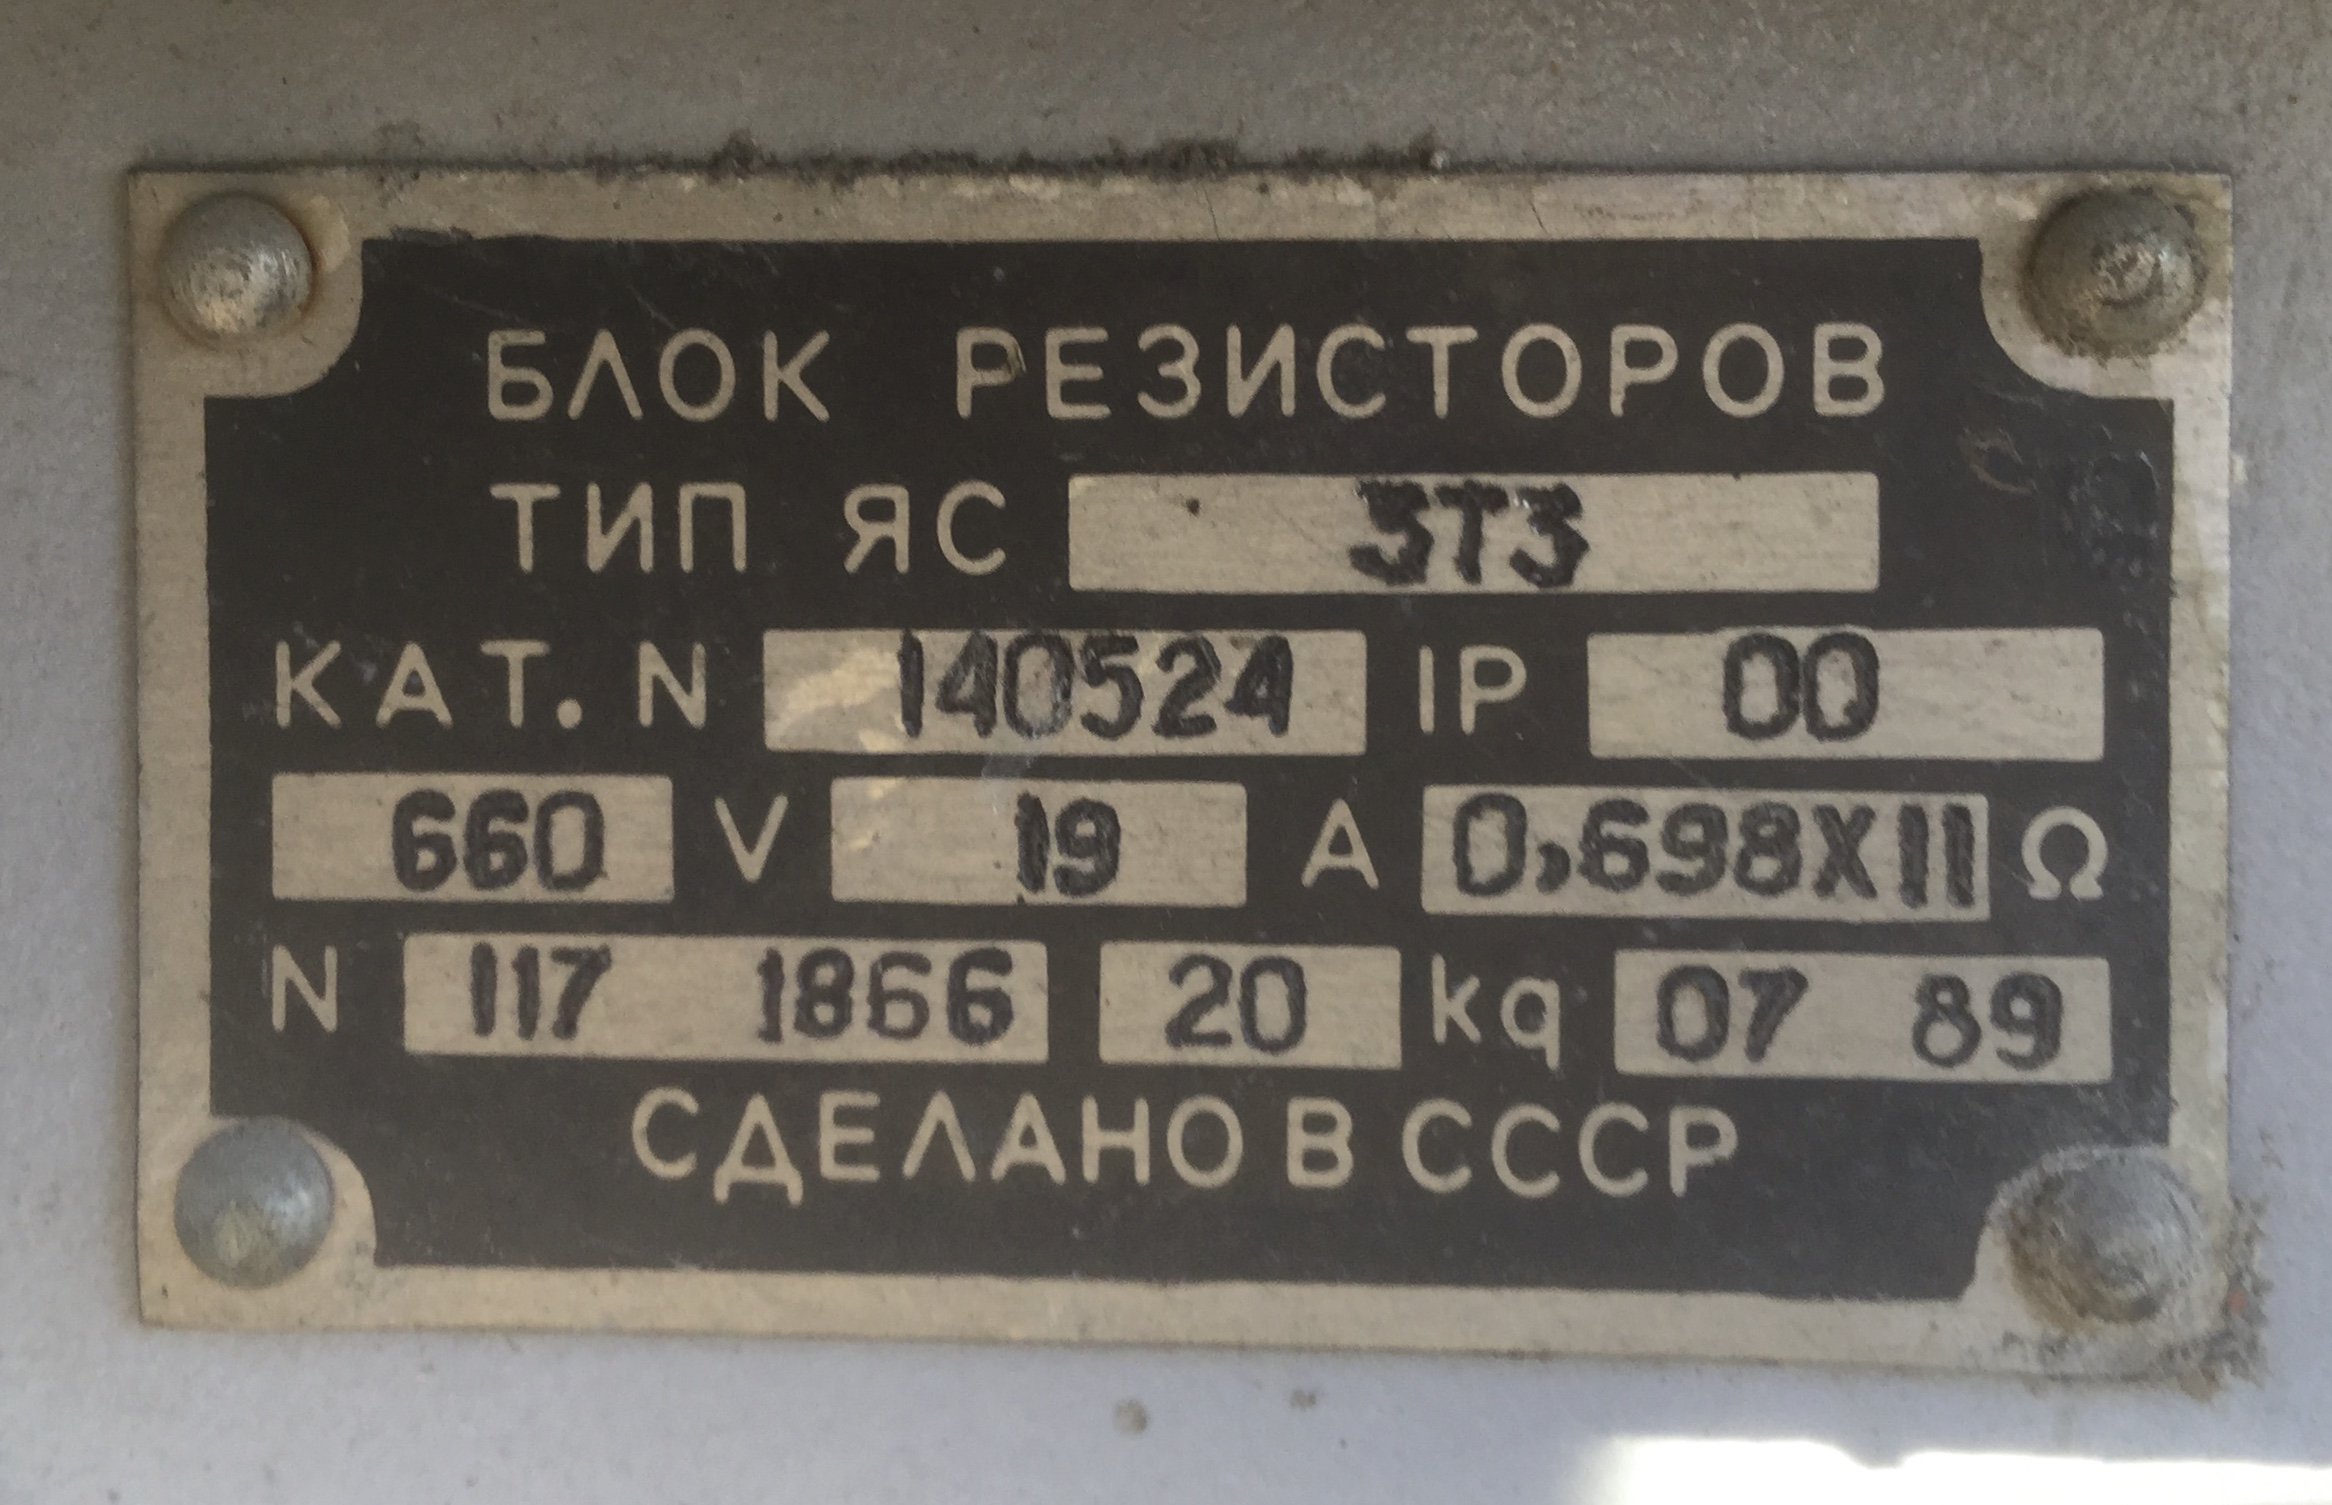 БЛОК РЕЗИСТОРОВ
ТИП ЯС 3Т3
КАТ. N 140524 IP 00
660 V 19 A 0,698X11 Ω
N 117 1866 20 kg 07 89
СДЕЛАНО В СССР